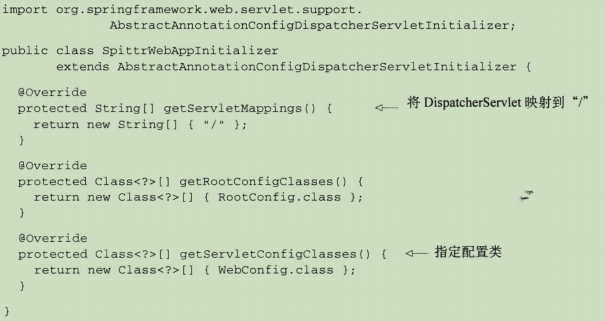 import org.springframework.web.servlet.support.
AbstractAnnotationConfigDispatcherServletInitializer;
public class SpittrWebAppInitializer
extends AbstractAnnotationConfigDispatcherServletInitializer {
@Override
protected String[] getServletMappings() { 将 DispatcherServlet 映射到“/”
return new String[] { "/" };
}
@Override
protected Class<?>[] getRootConfigClasses() {
return new Class<?>[] { RootConfig.class };
}
@Override
protected Class<?>[] getServletConfigClasses() { 指定配置类
return new Class<?>[] { WebConfig.class };
}
}